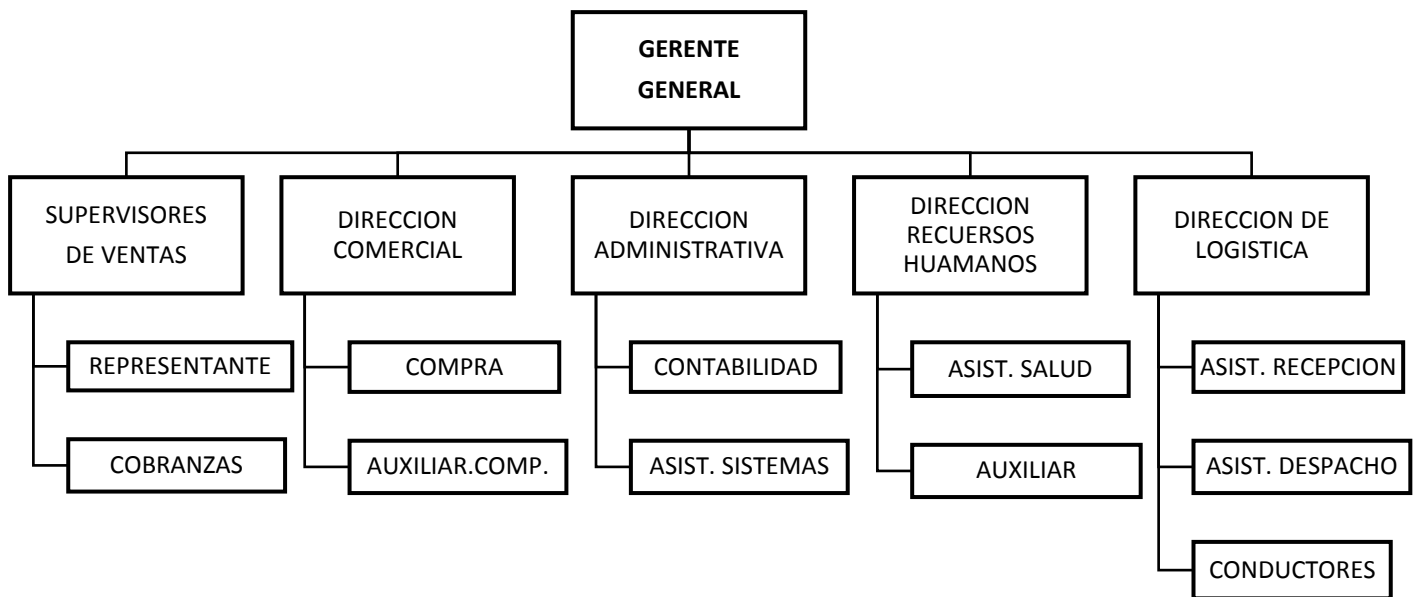 GERENTE
GENERAL
SUPERVISORES
DE VENTAS
DIRECCION
COMERCIAL
DIRECCION
ADMINISTRATIVA
DIRECCION
RECUERSOS
HUAMANOS
DIRECCION DE
LOGISTICA
REPRESENTANTE
COMPRA
CONTABILIDAD
ASIST. SALUD
ASIST. RECEPCION
COBRANZAS
AUXILIAR.COMP.
ASIST. SISTEMAS
AUXILIAR
ASIST. DESPACHO
CONDUCTORES